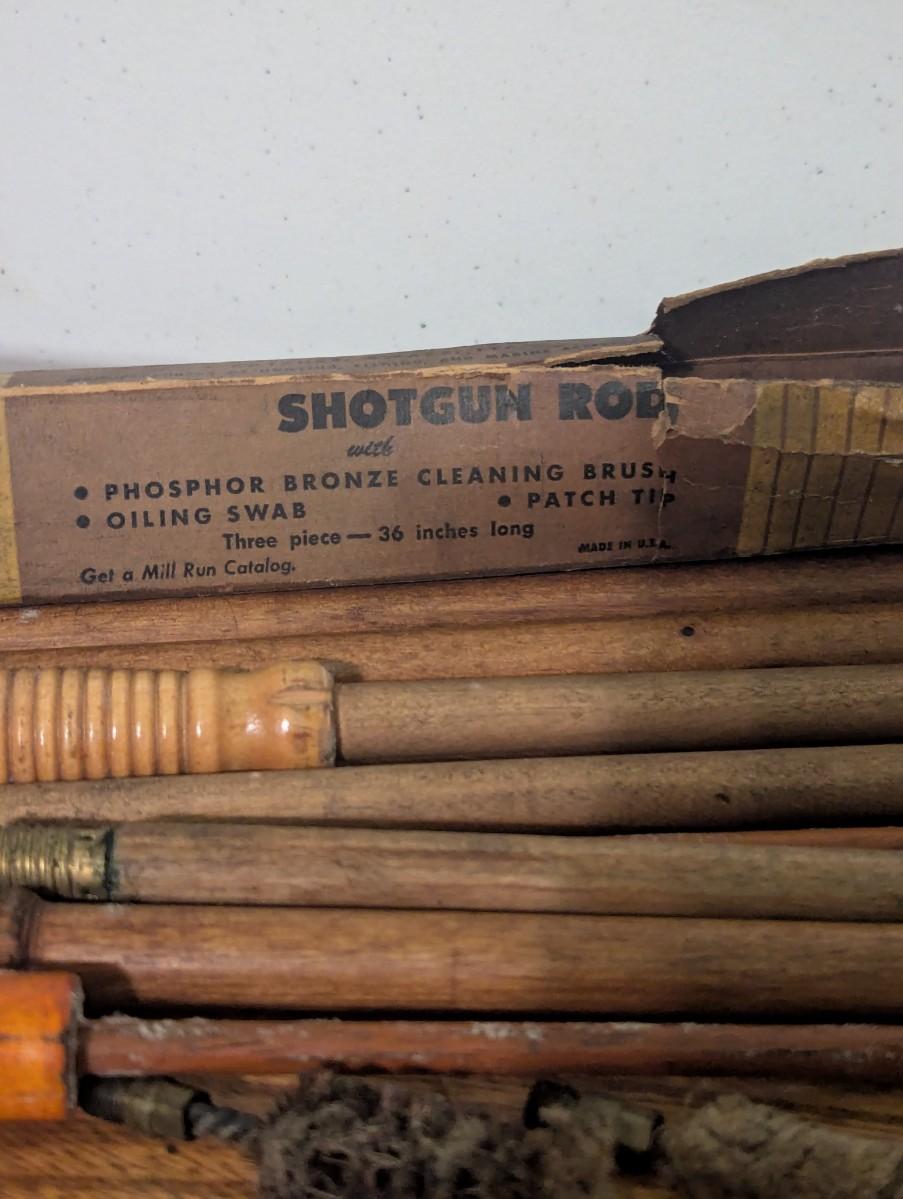 SHOTGUN ROD
with
• PHOSPHOR BRONZE CLEANING BRUSH
• OILING SWAB • PATCH TIP
Three piece — 36 inches long
MADE IN U.S.A.
Get a Mill Run Catalog.